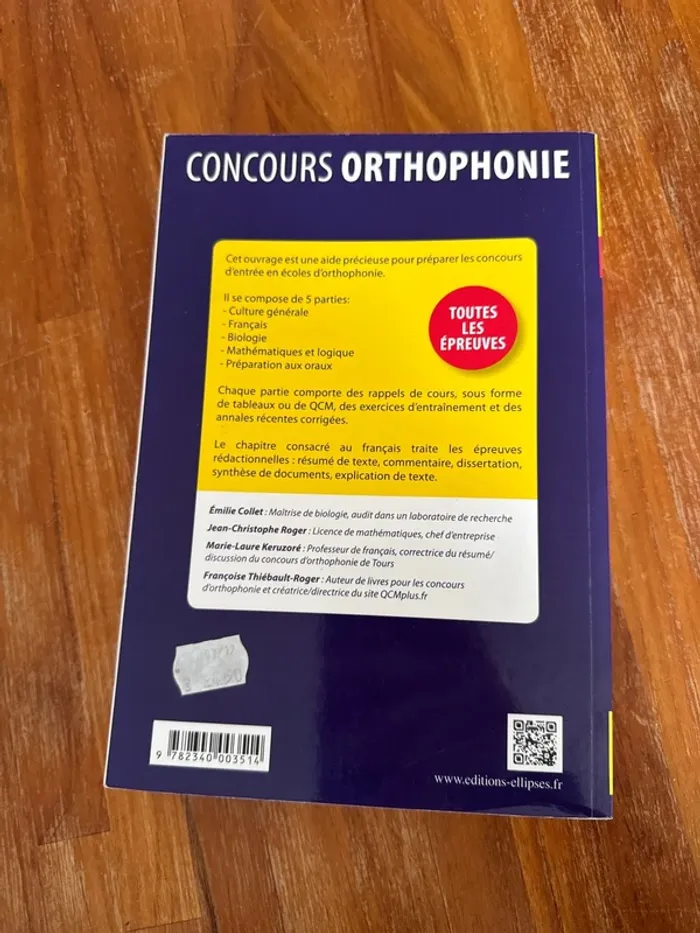 CONCOURS ORTHOPHONIE
Cet ouvrage est une aide précieuse pour préparer les concours
d'entrée en écoles d'orthophonie.
Il se compose de 5 parties:
- Culture générale
- Français
- Biologie
- Mathématiques et logique
- Préparation aux oraux
TOUTES
LES
ÉPREUVES
Chaque partie comporte des rappels de cours, sous forme
de tableaux ou de QCM, des exercices d'entraînement et des
annales récentes corrigées.
Le chapitre consacré au français traite les épreuves
rédactionnelles : résumé de texte, commentaire, dissertation,
synthèse de documents, explication de texte.
Émilie Collet : Maîtrise de biologie, audit dans un laboratoire de recherche
Jean-Christophe Roger : Licence de mathématiques, chef d'entreprise
Marie-Laure Keruzoré : Professeur de français, correctrice du résumé/
discussion du concours d'orthophonie de Tours
Françoise Thiébault-Roger : Auteur de livres pour les concours
d'orthophonie et créatrice/directrice du site QCMplus.fr
9 782340 003514
www.editions-ellipses.fr